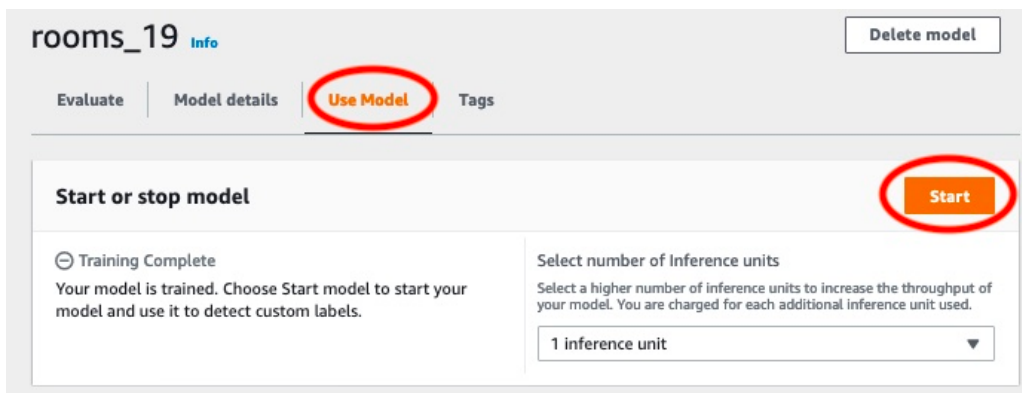 rooms_19 Info
Delete model
Evaluate
Model details
Use Model
Tags
Start or stop model
Start
Training Complete
Your model is trained. Choose Start model to start your
model and use it to detect custom labels.
Select number of Inference units
Select a higher number of inference units to increase the throughput of
your model. You are charged for each additional inference unit used.
1 inference unit